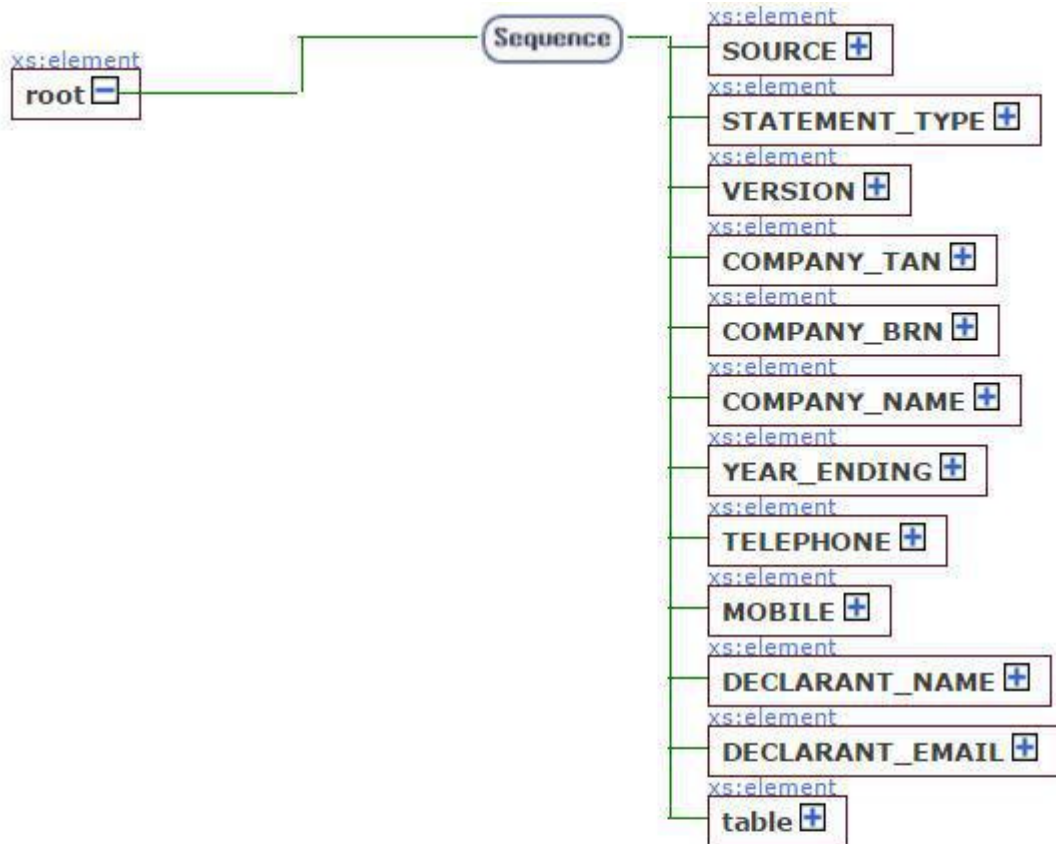 xs:element
root
Sequence
xs:element
SOURCE
xs:element
STATEMENT_TYPE
xs:element
VERSION
xs:element
COMPANY_TAN
xs:element
COMPANY_BRN
xs:element
COMPANY_NAME
xs:element
YEAR_ENDING
xs:element
TELEPHONE
xs:element
MOBILE
xs:element
DECLARANT_NAME
xs:element
DECLARANT_EMAIL
xs:element
table